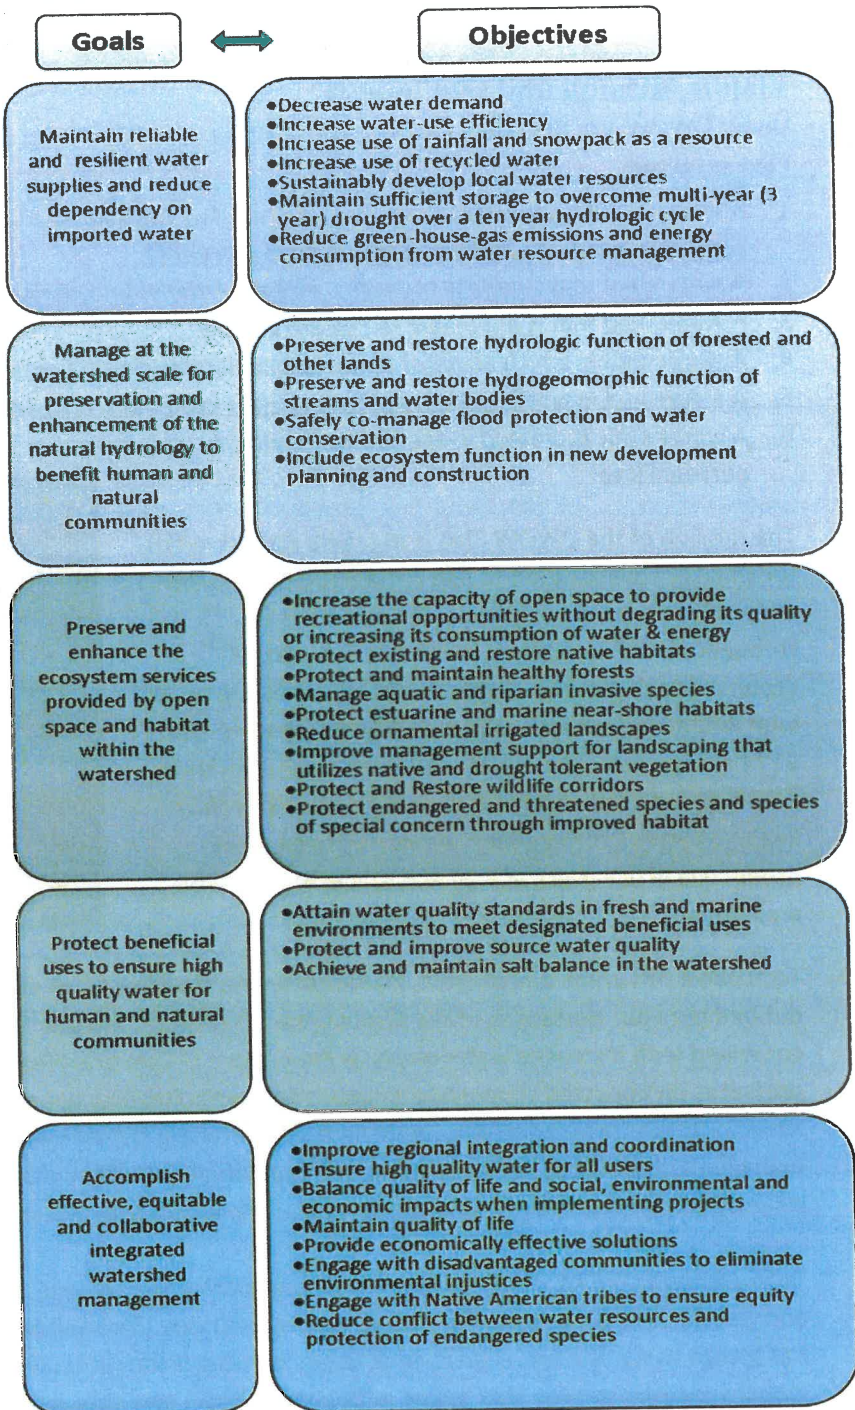 Goals
Objectives
Maintain reliable
and resilient water
supplies and reduce
dependency on
imported water
•Decrease water demand
•Increase water-use efficiency
•Increase use of rainfall and snowpack as a resource
•Increase use of recycled water
•Sustainably develop local water resources
•Maintain sufficient storage to overcome multi-year (3
year) drought over a ten year hydrologic cycle
•Reduce green-house-gas emissions and energy
consumption from water resource management
Manage at the
watershed scale for
preservation and
enhancement of the
natural hydrology to
benefit human and
natural
communities
•Preserve and restore hydrologic function of forested and
other lands
•Preserve and restore hydrogeomorphic function of
streams and water bodies
•Safely co-manage flood protection and water
conservation
•Include ecosystem function in new development
planning and construction
Preserve and
enhance the
ecosystem services
provided by open
space and habitat
within the
watershed
•Increase the capacity of open space to provide
recreational opportunities without degrading its quality
or increasing its consumption of water & energy
•Protect existing and restore native habitats
•Protect and maintain healthy forests
•Manage aquatic and riparian invasive species
•Protect estuarine and marine near-shore habitats
•Reduce ornamental irrigated landscapes
•Improve management support for landscaping that
utilizes native and drought tolerant vegetation
•Protect and Restore wildlife corridors
•Protect endangered and threatened species and species
of special concern through improved habitat
Protect beneficial
uses to ensure high
quality water for
human and natural
communities
•Attain water quality standards in fresh and marine
environments to meet designated beneficial uses
•Protect and improve source water quality
•Achieve and maintain salt balance in the watershed
Accomplish
effective, equitable
and collaborative
integrated
watershed
management
•Improve regional integration and coordination
•Ensure high quality water for all users
•Balance quality of life and social, environmental and
economic impacts when implementing projects
•Maintain quality of life
•Provide economically effective solutions
•Engage with disadvantaged communities to eliminate
environmental injustices
•Engage with Native American tribes to ensure equity
•Reduce conflict between water resources and
protection of endangered species